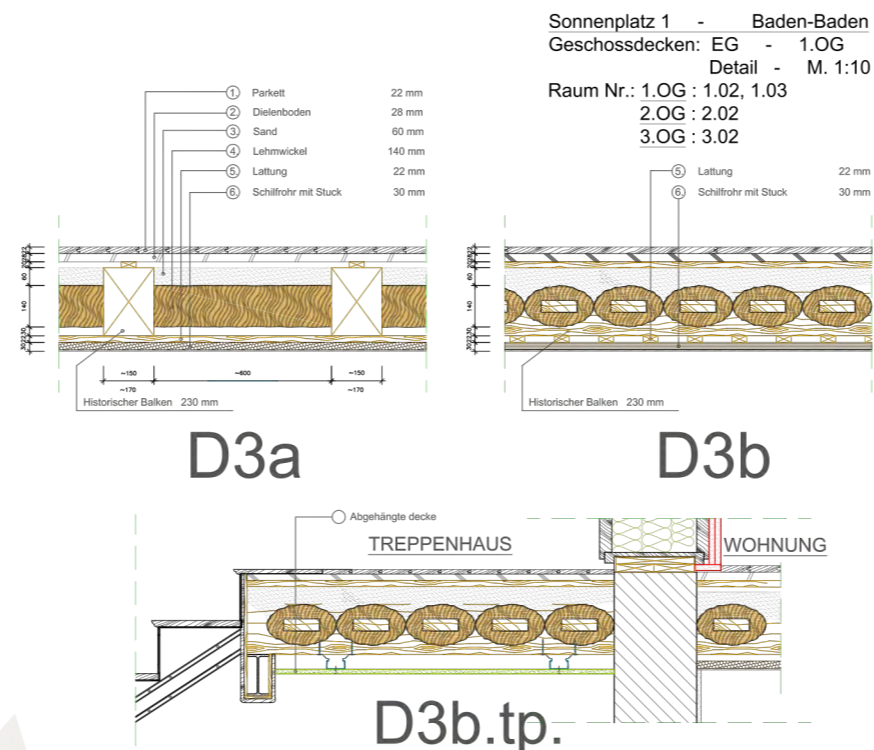 Sonnenplatz 1 - Baden-Baden
Geschossdecken: EG - 1.OG
Detail - M. 1:10
Raum Nr.: 1.OG : 1.02, 1.03
2.OG : 2.02
3.OG : 3.02
1. Parkett 22 mm
2. Dielenboden 28 mm
3. Sand 60 mm
4. Lehmwickel 140 mm
5. Lattung 22 mm
6. Schilfrohr mit Stuck 30 mm
60
140
~150 ~600 ~150
~170 ~170
Historischer Balken 230 mm
D3a
5. Lattung 22 mm
6. Schilfrohr mit Stuck 30 mm
60
140
Historischer Balken 230 mm
D3b
Abgehängte decke
TREPPENHAUS
WOHNUNG
D3b.tp.